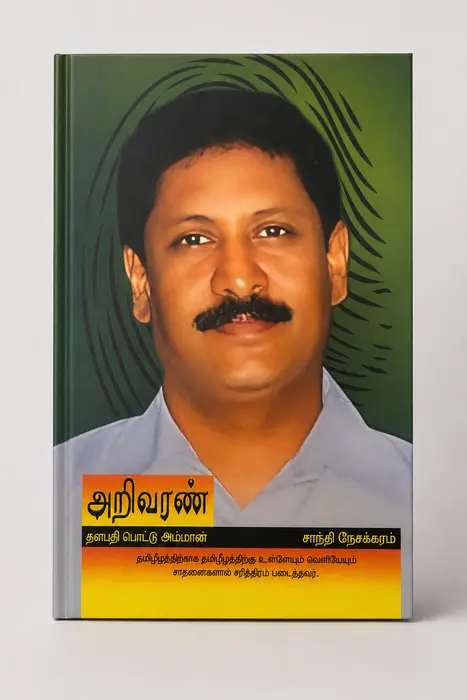 அறிவரண்
தளபதி பொட்டு அம்மான் சாந்தி நேசக்கரம்
தமிழீழத்திற்காக தமிழீழத்திற்கு உள்ளேயும் வெளியேயும்
சாதனைகளால் சரித்திரம் படைத்தவர்.